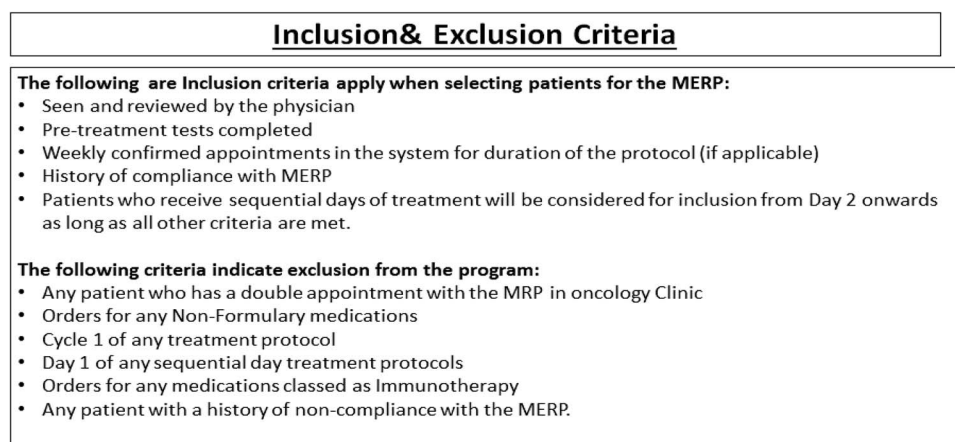 Inclusion& Exclusion Criteria
The following are Inclusion criteria apply when selecting patients for the MERP:
• Seen and reviewed by the physician
• Pre-treatment tests completed
• Weekly confirmed appointments in the system for duration of the protocol (if applicable)
• History of compliance with MERP
• Patients who receive sequential days of treatment will be considered for inclusion from Day 2 onwards
as long as all other criteria are met.
The following criteria indicate exclusion from the program:
• Any patient who has a double appointment with the MRP in oncology Clinic
• Orders for any Non-Formulary medications
• Cycle 1 of any treatment protocol
• Day 1 of any sequential day treatment protocols
• Orders for any medications classed as Immunotherapy
• Any patient with a history of non-compliance with the MERP.